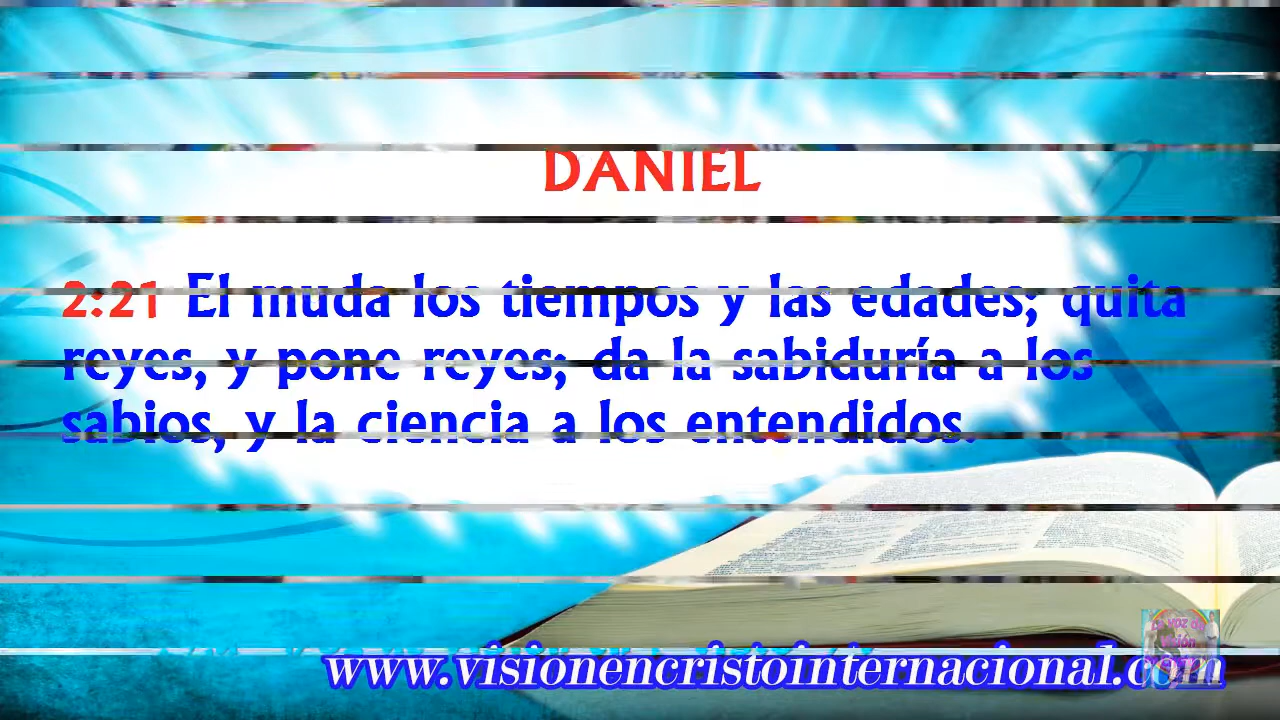 DANIEL
2:21 El muda los tiempos y las edades; quita
reyes, y pone reyes; da la sabiduría a los
sabios, y la ciencia a los entendidos.
www.visionencristointernacional.com